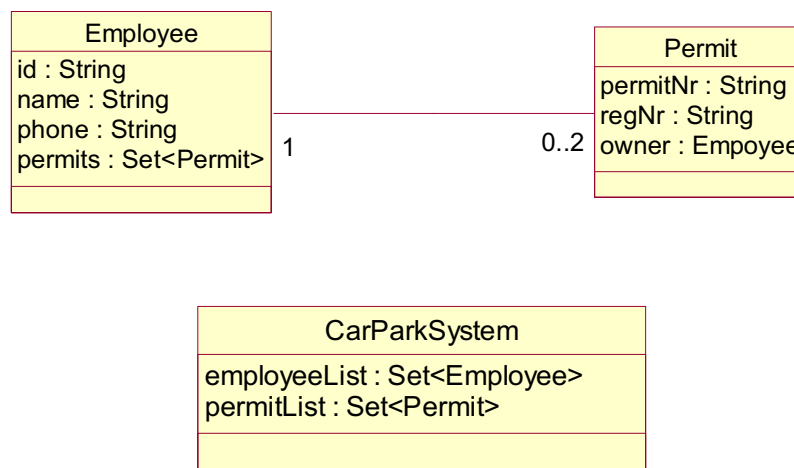 Employee
id : String
name : String
phone : String
permits : Set<Permit>
1
0..2
Permit
permitNr : String
regNr : String
owner : Empoyee
CarParkSystem
employeeList : Set<Employee>
permitList : Set<Permit>